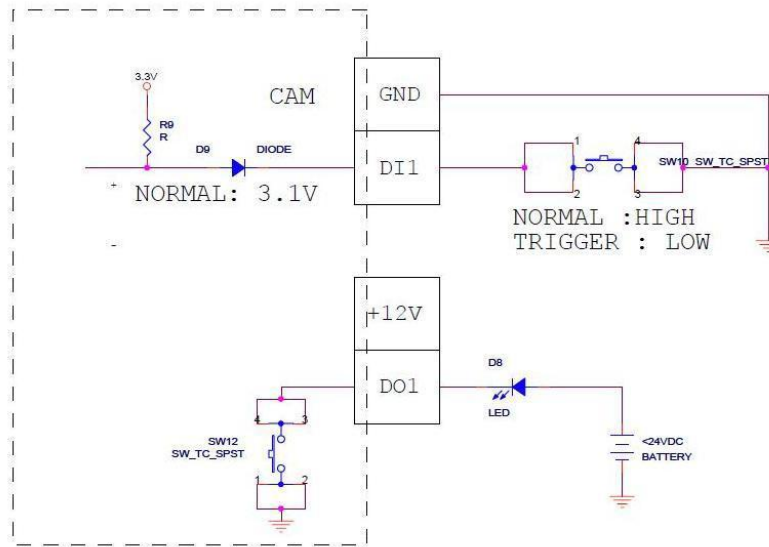 3.3V
CAM
GND
R9
R
D9
DIODE
DI1
1
4
SW10
SW_TC_SPST
2
3
+
NORMAL: 3.1V
-
NORMAL :HIGH
TRIGGER : LOW
+12V
D8
DO1
LED
4
3
SW12
SW_TC_SPST
<24VDC
BATTERY
1
2